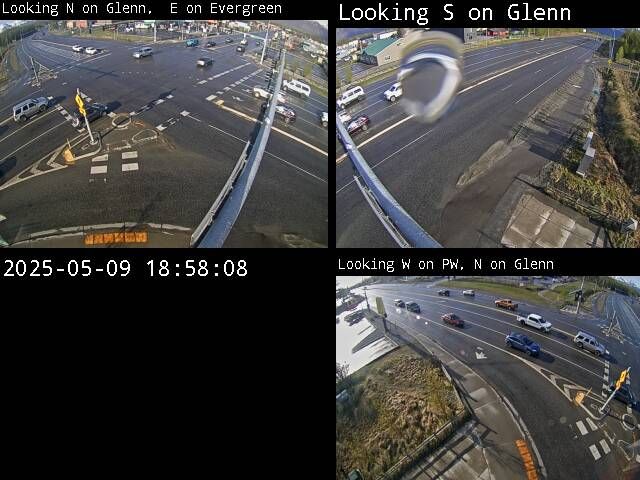 Looking N on Glenn,  E on Evergreen
Looking S on Glenn
2025-05-09 18:58:08
Looking W on PW, N on Glenn